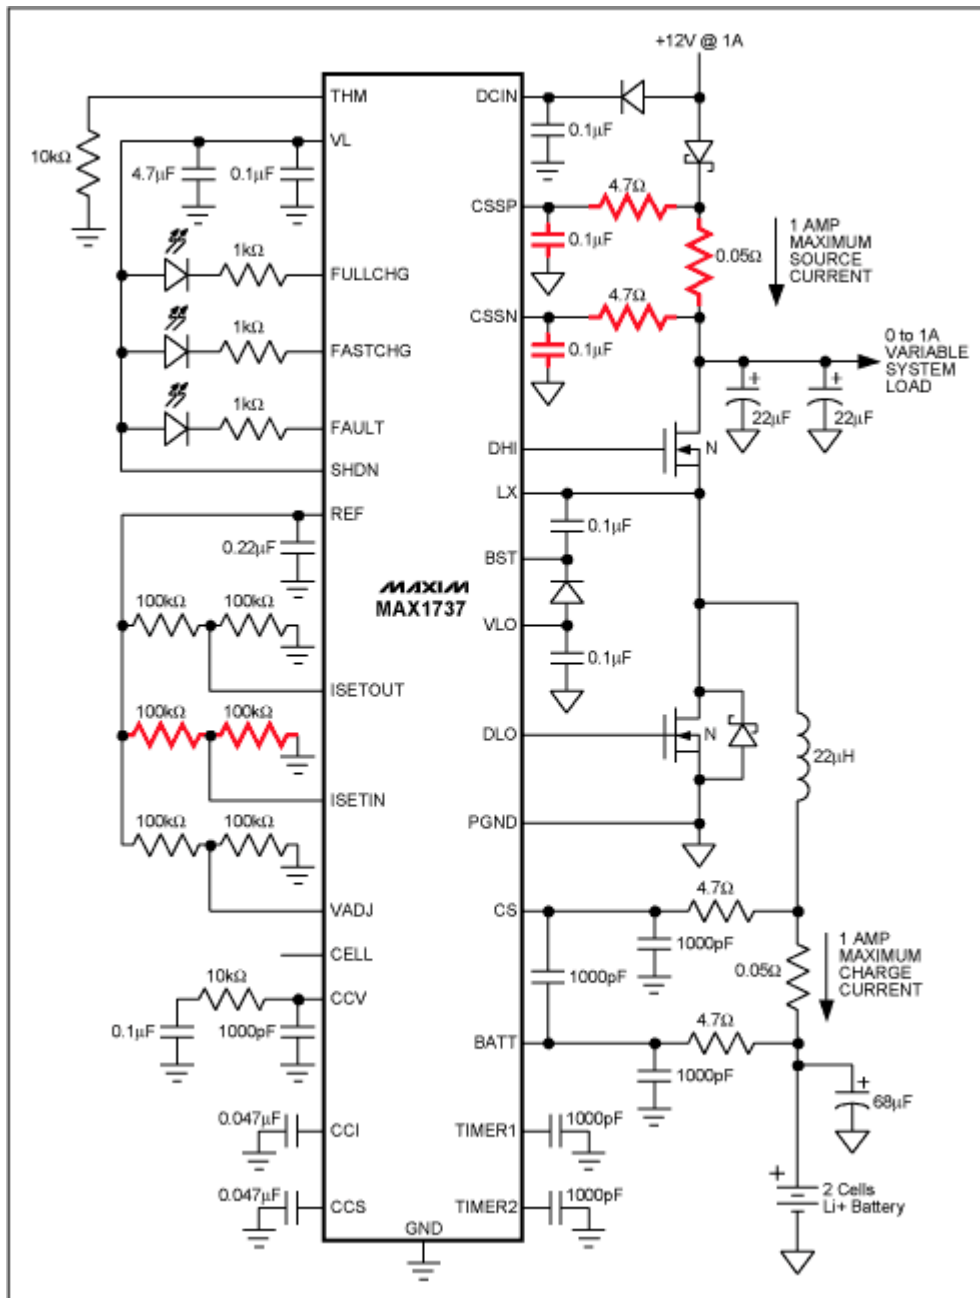 +12V @ 1A
THM
DCIN
VL
0.1µF
10kΩ
4.7µF
0.1µF
4.7Ω
CSSP
1 AMP
MAXIMUM
SOURCE
CURRENT
0.1µF
0.05Ω
1kΩ
FULLCHG
4.7Ω
CSSN
0.1µF
1kΩ
FASTCHG
0 to 1A
VARIABLE
SYSTEM
LOAD
+
+
22µF
22µF
1kΩ
FAULT
DHI
N
SHDN
LX
REF
0.1µF
0.22µF
BST
MAXIM
MAX1737
100kΩ
100kΩ
VLO
0.1µF
ISETOUT
100kΩ
100kΩ
DLO
N
22µH
ISETIN
100kΩ
100kΩ
PGND
4.7Ω
VADJ
CS
1000pF
1 AMP
MAXIMUM
CHARGE
CURRENT
CELL
0.05Ω
1000pF
10kΩ
CCV
0.1µF
1000pF
4.7Ω
BATT
1000pF
+
68µF
0.047µF
CCI
TIMER1
1000pF
0.047µF
CCS
TIMER2
1000pF
+
2 Cells
Li+ Battery
GND